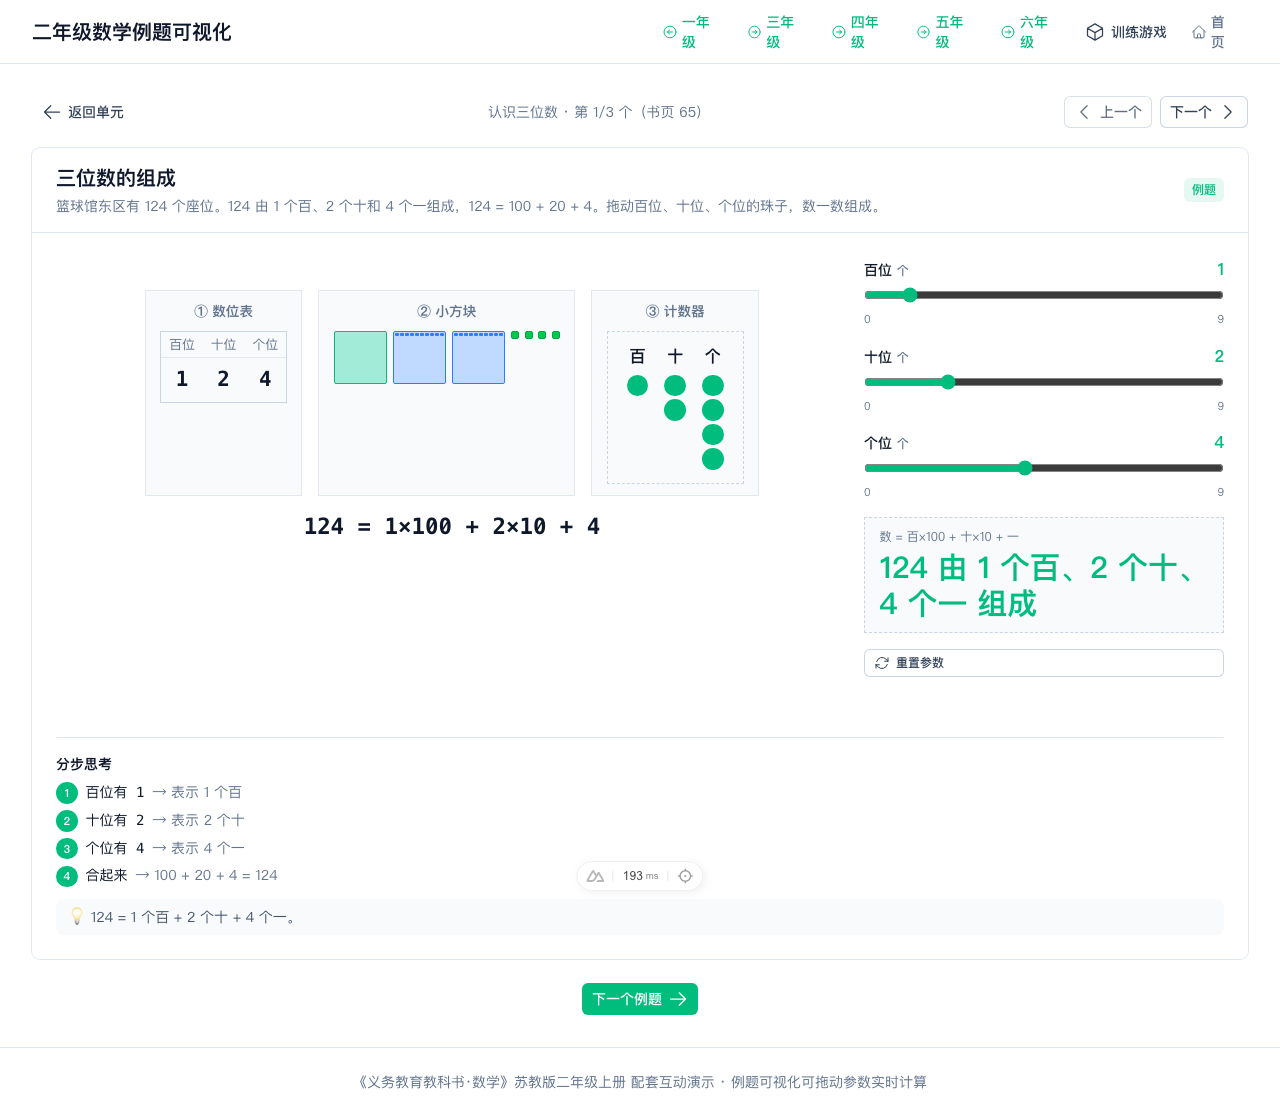 二年级数学例题可视化
一年级
三年级
四年级
五年级
六年级
训练游戏
首页
返回单元
认识三位数 · 第 1/3 个（书页 65）
上一个
下一个
三位数的组成
篮球馆东区有 124 个座位。124 由 1 个百、2 个十和 4 个一组成，124 = 100 + 20 + 4。拖动百位、十位、个位的珠子，数一数组成。
例题
① 数位表
百位 十位 个位
1 2 4
② 小方块
③ 计数器
百 十 个
124 = 1×100 + 2×10 + 4
百位 个
1
0 9
十位 个
2
0 9
个位 个
4
0 9
数 = 百×100 + 十×10 + 一
124 由 1 个百、2 个十、
4 个一 组成
重置参数
分步思考
1 百位有 1 → 表示 1 个百
2 十位有 2 → 表示 2 个十
3 个位有 4 → 表示 4 个一
4 合起来 → 100 + 20 + 4 = 124
193 ms
124 = 1 个百 + 2 个十 + 4 个一。
下一个例题 →
《义务教育教科书·数学》苏教版二年级上册 配套互动演示 · 例题可视化可拖动参数实时计算